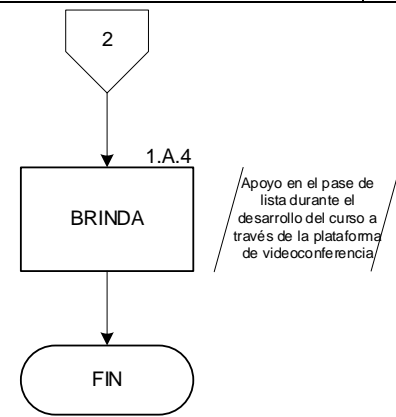 2
1.A.4
BRINDA
Apoyo en el pase de
lista durante el
desarrollo del curso a
través de la plataforma
de videoconferencia
FIN